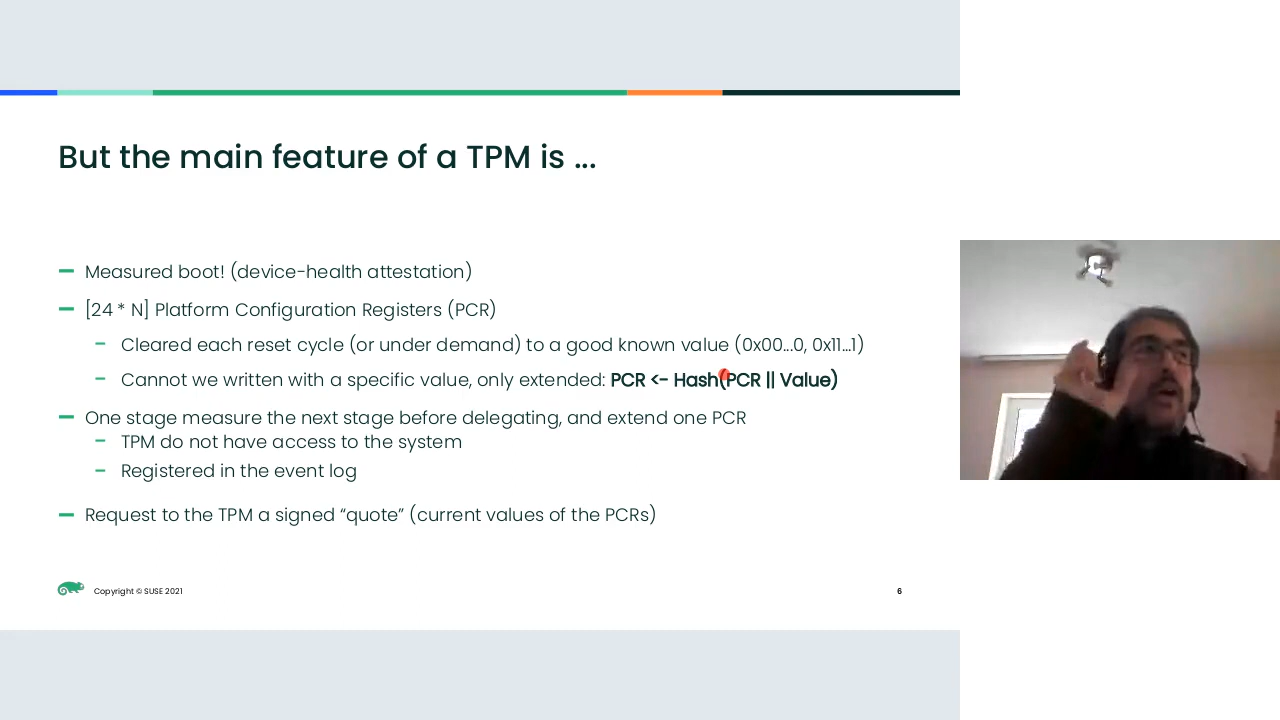 But the main feature of a TPM is ...
Measured boot! (device-health attestation)
[24 * N] Platform Configuration Registers (PCR)
Cleared each reset cycle (or under demand) to a good known value (0x00...0, 0x11...1)
Cannot we written with a specific value, only extended: PCR <- Hash(PCR || Value)
One stage measure the next stage before delegating, and extend one PCR
TPM do not have access to the system
Registered in the event log
Request to the TPM a signed “quote” (current values of the PCRs)
Copyright © SUSE 2021
6